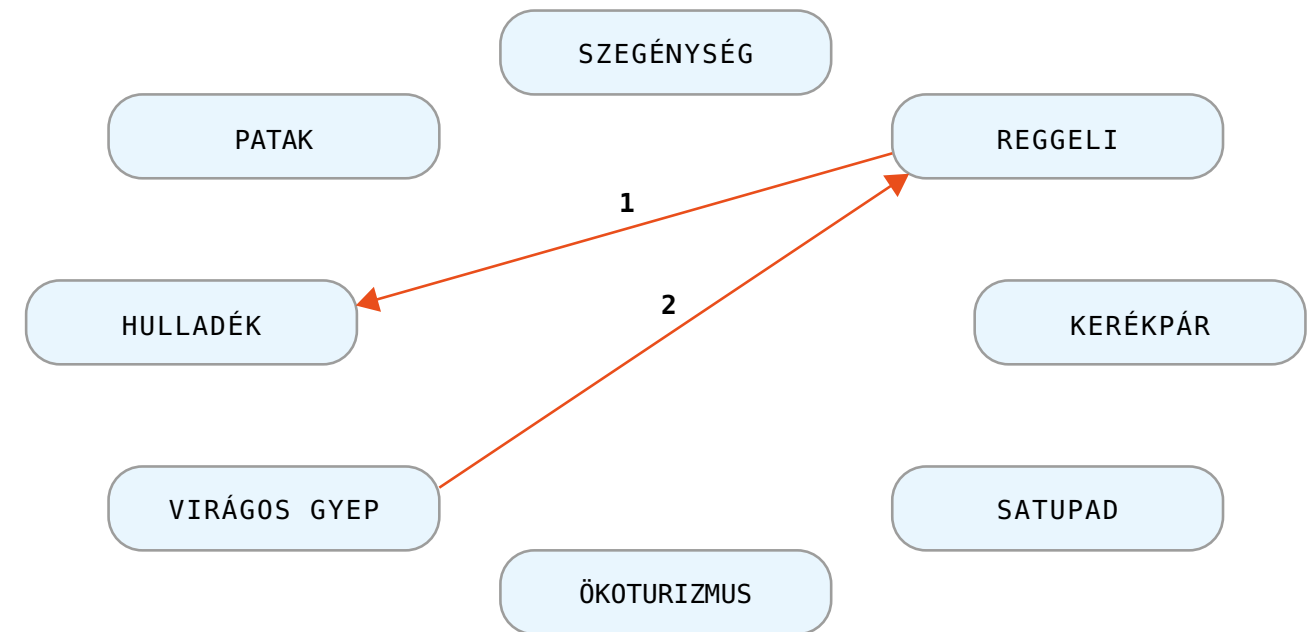 SZEGÉNYSÉG
PATAK
REGGELI
1
HULLADÉK
2
KERÉKPÁR
VIRÁGOS GYEP
SATUPAD
ÖKOTURIZMUS